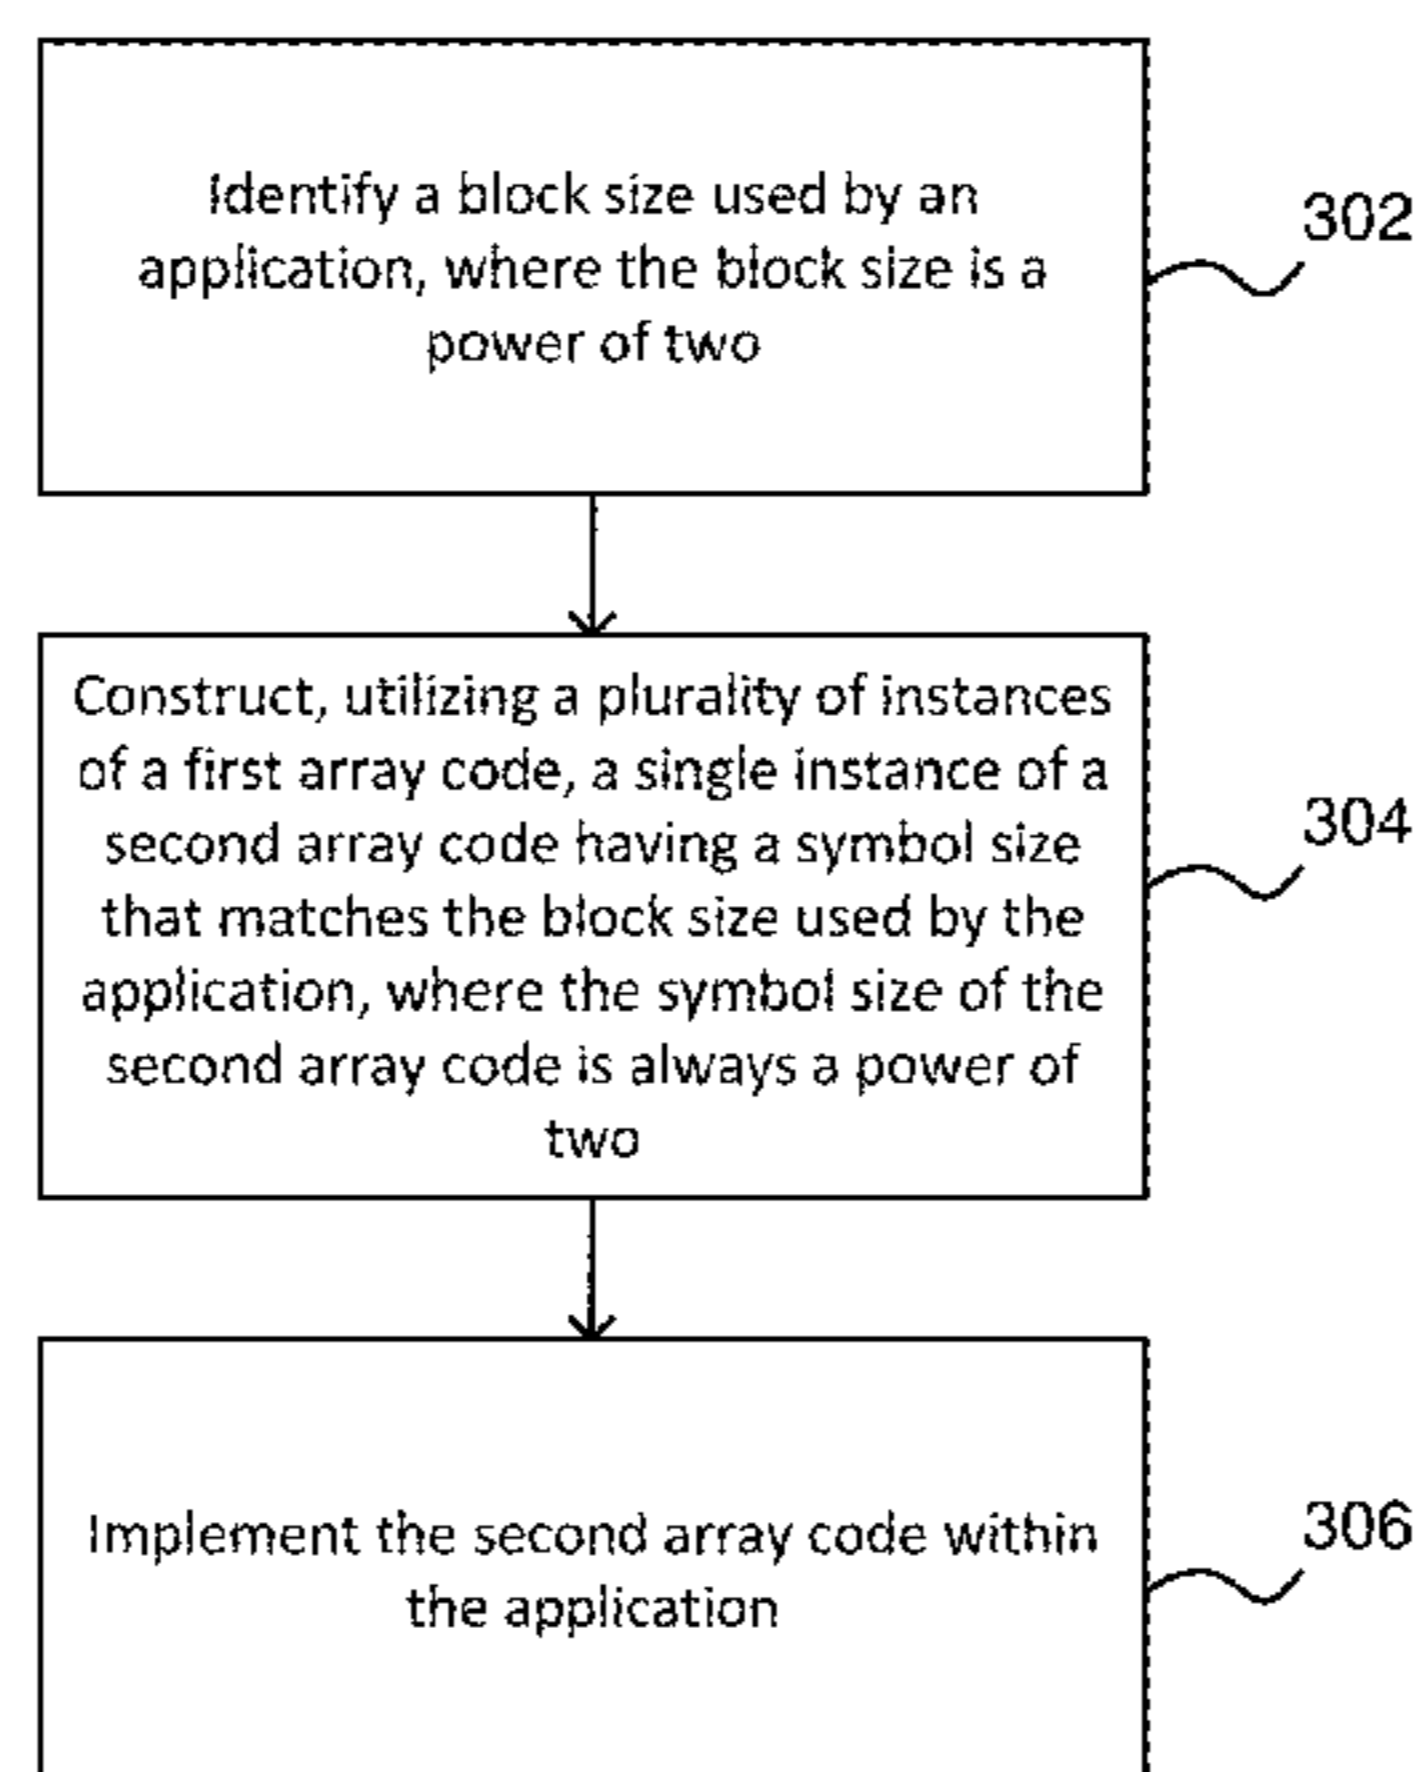 Identify a block size used by an
application, where the block size is a
power of two
302
Construct, utilizing a plurality of instances
of a first array code, a single instance of a
second array code having a symbol size
that matches the block size used by the
application, where the symbol size of the
second array code is always a power of
two
304
Implement the second array code within
the application
306